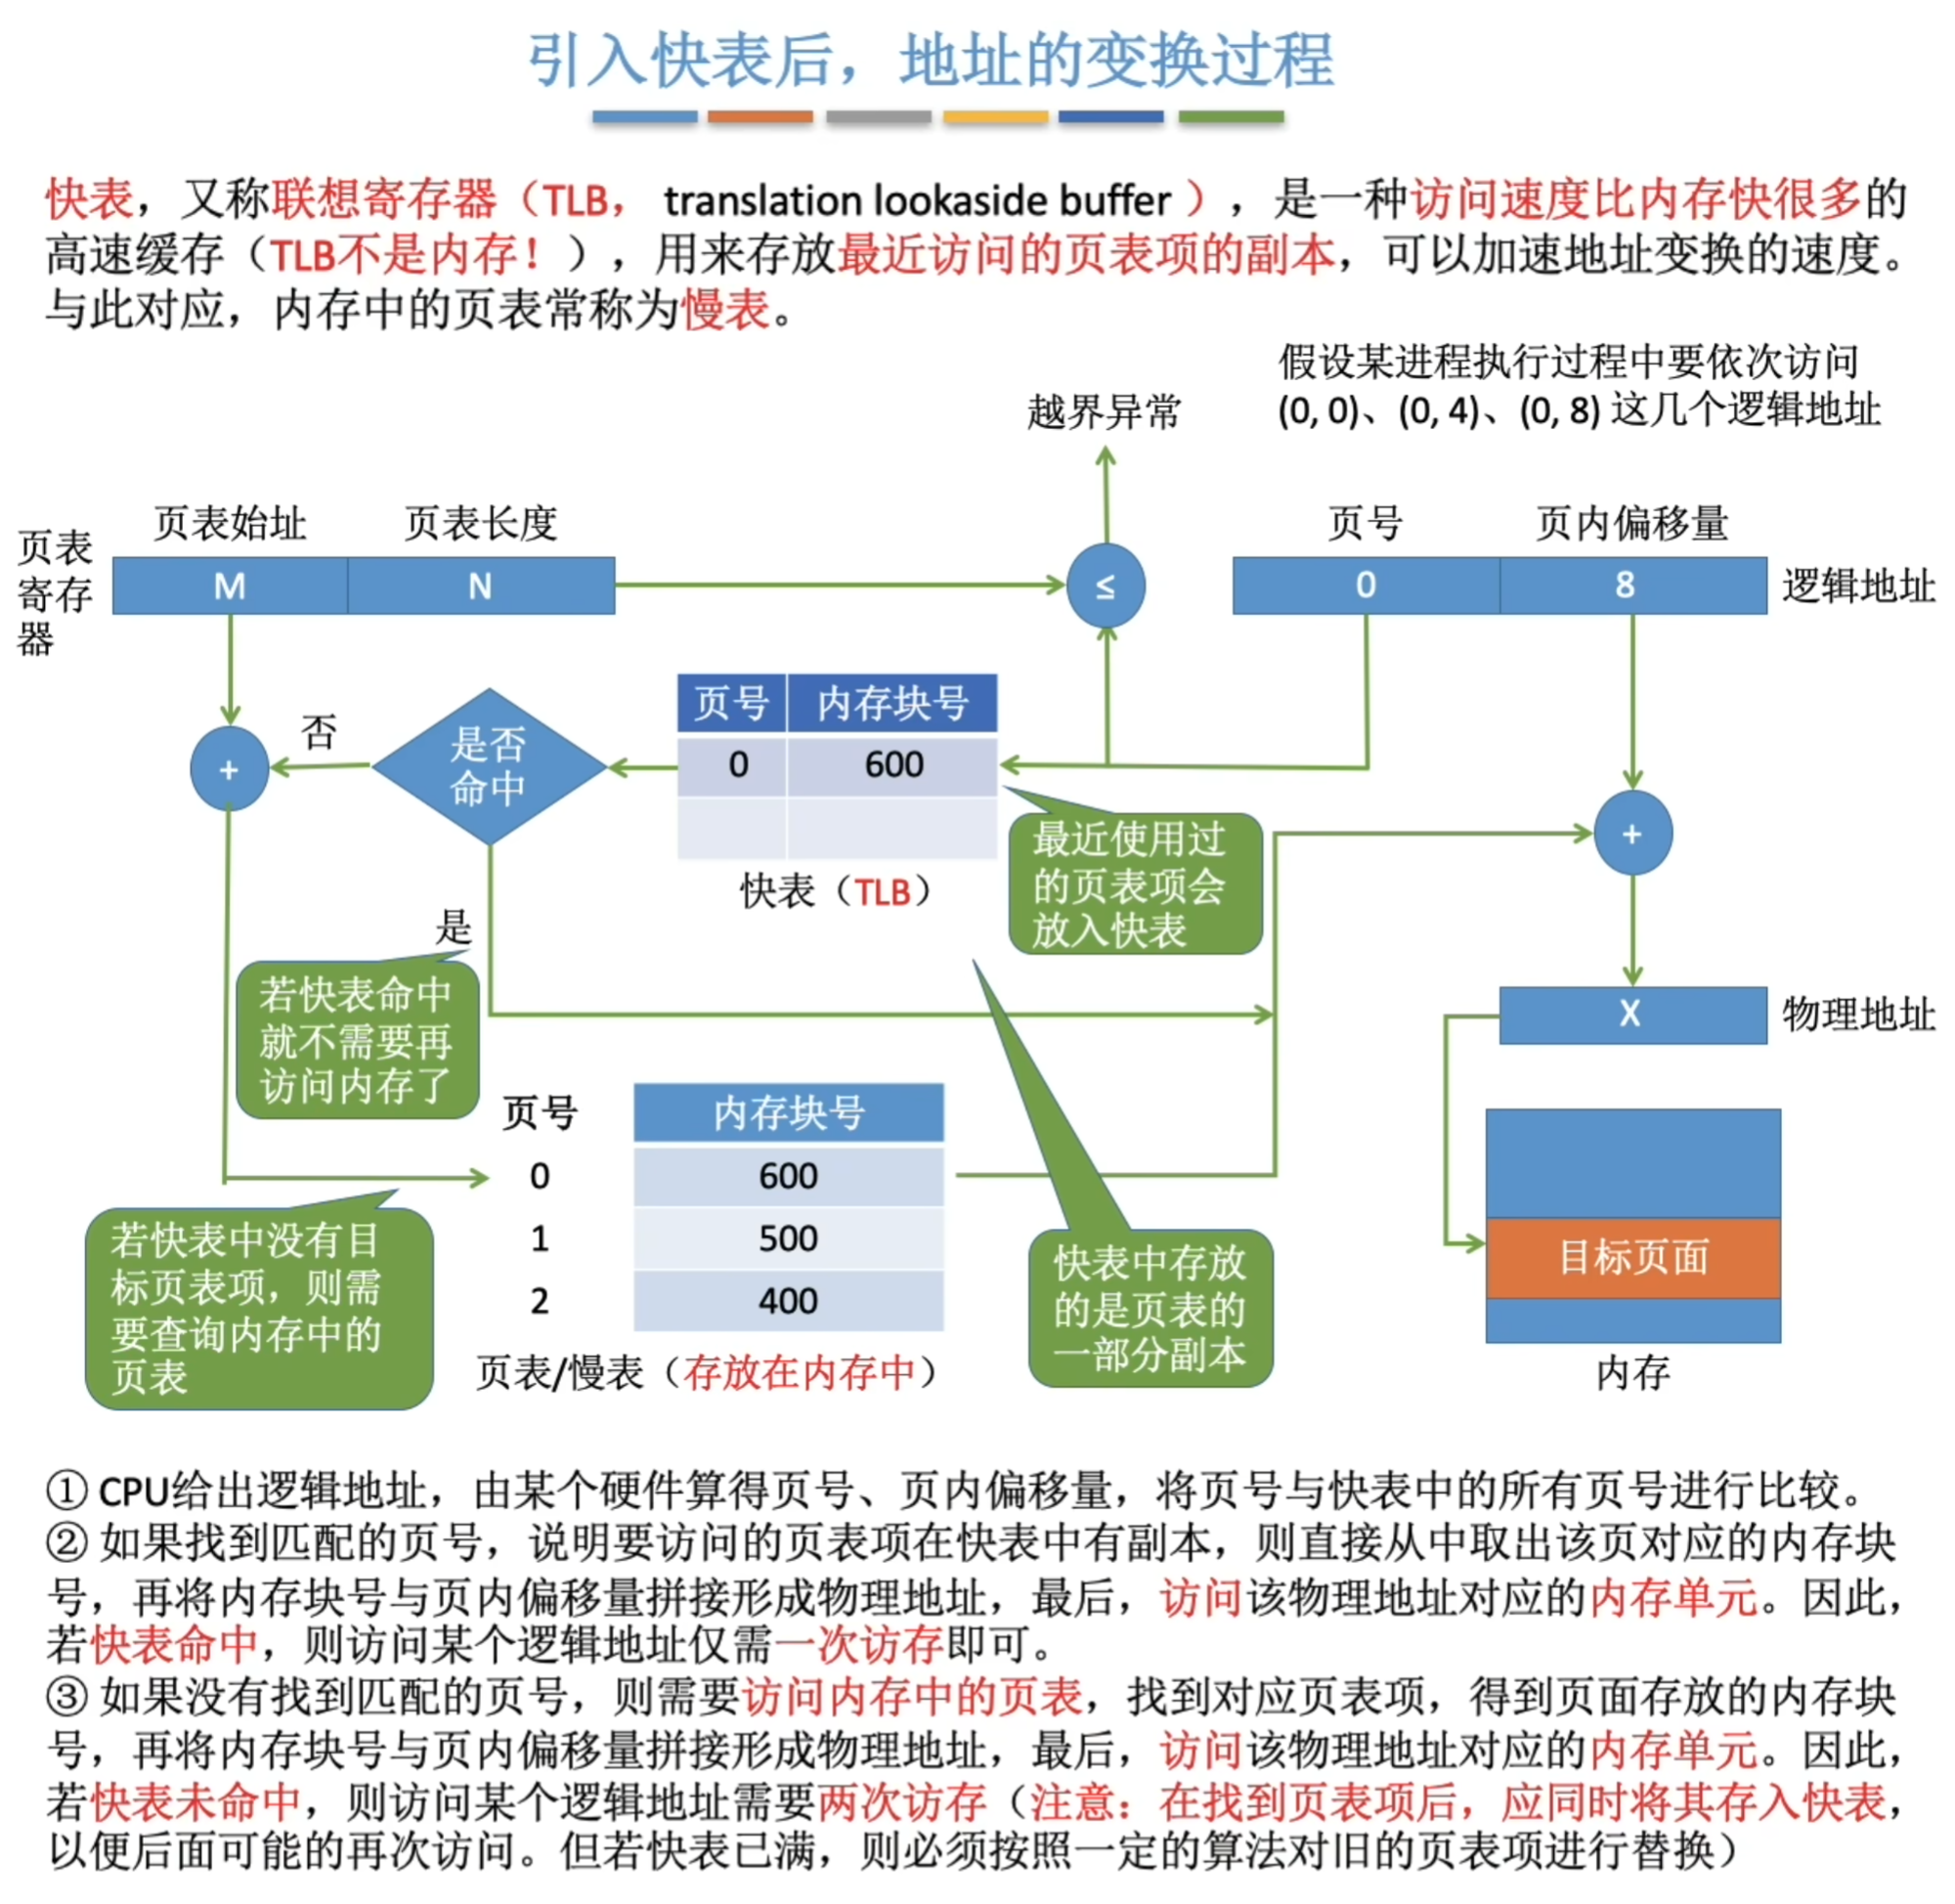 引入快表后，地址的变换过程
快表，又称联想寄存器（TLB， translation lookaside buffer ），是一种访问速度比内存快很多的
高速缓存（TLB不是内存！），用来存放最近访问的页表项的副本，可以加速地址变换的速度。
与此对应，内存中的页表常称为慢表。
假设某进程执行过程中要依次访问
(0, 0)、(0, 4)、(0, 8) 这几个逻辑地址
越界异常
页表始址
页表长度
页号
页内偏移量
页表
寄存
器
M
N
≤
0
8
逻辑地址
页号
内存块号
0
600
快表（TLB）
是否
命中
否
+
是
最近使用过
的页表项会
放入快表
+
若快表命中
就不需要再
访问内存了
X
物理地址
页号
内存块号
0
600
1
500
2
400
页表/慢表（存放在内存中）
若快表中没有目
标页表项，则需
要查询内存中的
页表
快表中存放
的是页表的
一部分副本
目标页面
内存
① CPU给出逻辑地址，由某个硬件算得页号、页内偏移量，将页号与快表中的所有页号进行比较。
② 如果找到匹配的页号，说明要访问的页表项在快表中有副本，则直接从中取出该页对应的内存块
号，再将内存块号与页内偏移量拼接形成物理地址，最后，访问该物理地址对应的内存单元。因此，
若快表命中，则访问某个逻辑地址仅需一次访存即可。
③ 如果没有找到匹配的页号，则需要访问内存中的页表，找到对应页表项，得到页面存放的内存块
号，再将内存块号与页内偏移量拼接形成物理地址，最后，访问该物理地址对应的内存单元。因此，
若快表未命中，则访问某个逻辑地址需要两次访存（注意：在找到页表项后，应同时将其存入快表，
以便后面可能的再次访问。但若快表已满，则必须按照一定的算法对旧的页表项进行替换）